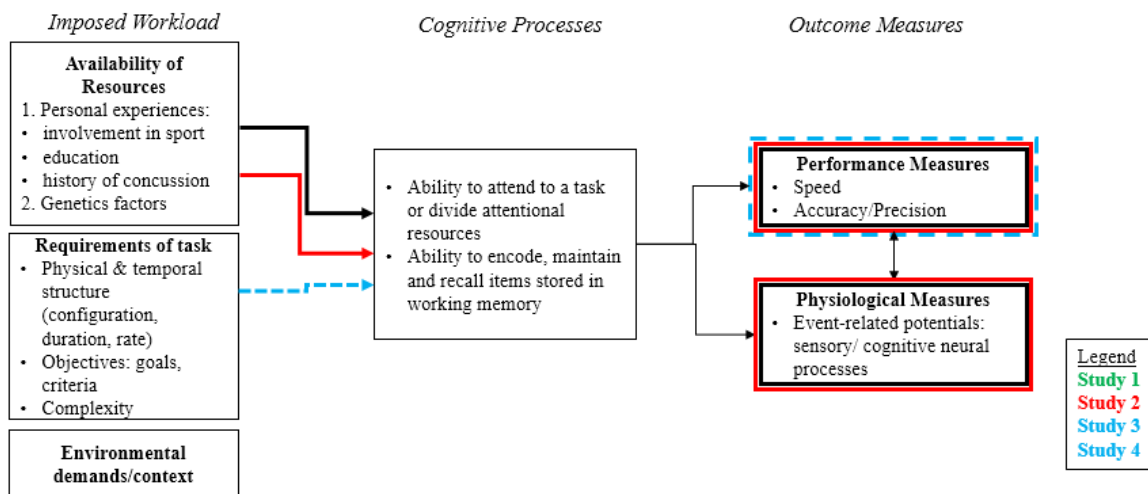 Imposed Workload
Cognitive Processes
Outcome Measures
Availability of
Resources
1. Personal experiences:
• involvement in sport
• education
• history of concussion
2. Genetics factors
Requirements of task
• Physical & temporal
structure
(configuration,
duration, rate)
• Objectives: goals,
criteria
• Complexity
Environmental
demands/context
• Ability to attend to a task
or divide attentional
resources
• Ability to encode, maintain
and recall items stored in
working memory
Performance Measures
• Speed
• Accuracy/Precision
Physiological Measures
• Event-related potentials:
sensory/ cognitive neural
processes
Legend
Study 1
Study 2
Study 3
Study 4